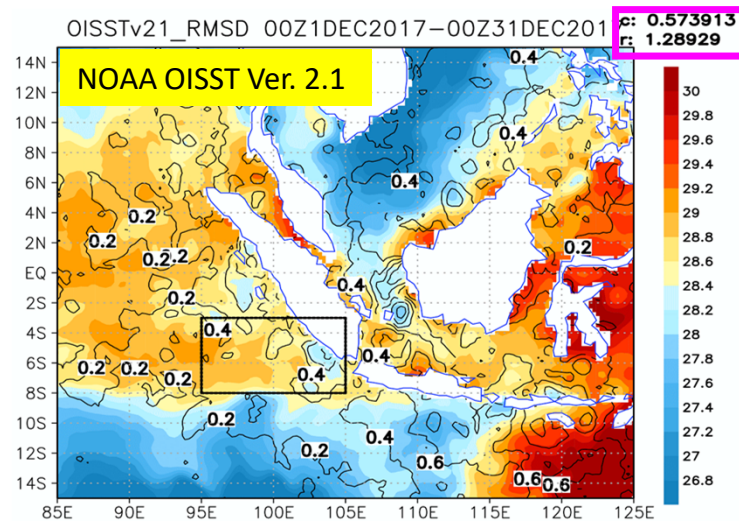 OISSTv21_RMSD 00Z1DEC2017-00Z31DEC201
c: 0.573913
r: 1.28929
NOAA OISST Ver. 2.1
14N
12N
10N
8N
6N
4N
2N
EQ
2S
4S
6S
8S
10S
12S
14S
85E 90E 95E 100E 105E 110E 115E 120E 125E
0.4
0.4
0.4
0.2
0.2
0.2
0.2
0.2
0.4
0.2
0.4
0.4
0.2
0.2
0.2
0.4
0.2
0.4
0.2
0.6
0.6
0.6
30
29.8
29.6
29.4
29.2
29
28.8
28.6
28.4
28.2
28
27.8
27.6
27.4
27.2
27
26.8